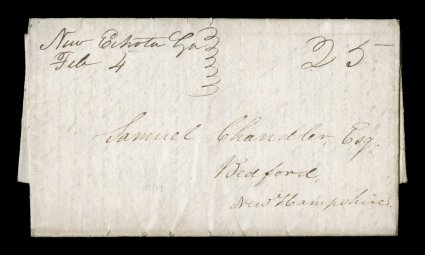 New Echota Ga
Feb 4
25
Samuel Chandler Esq.
Bedford,
New Hampshire.